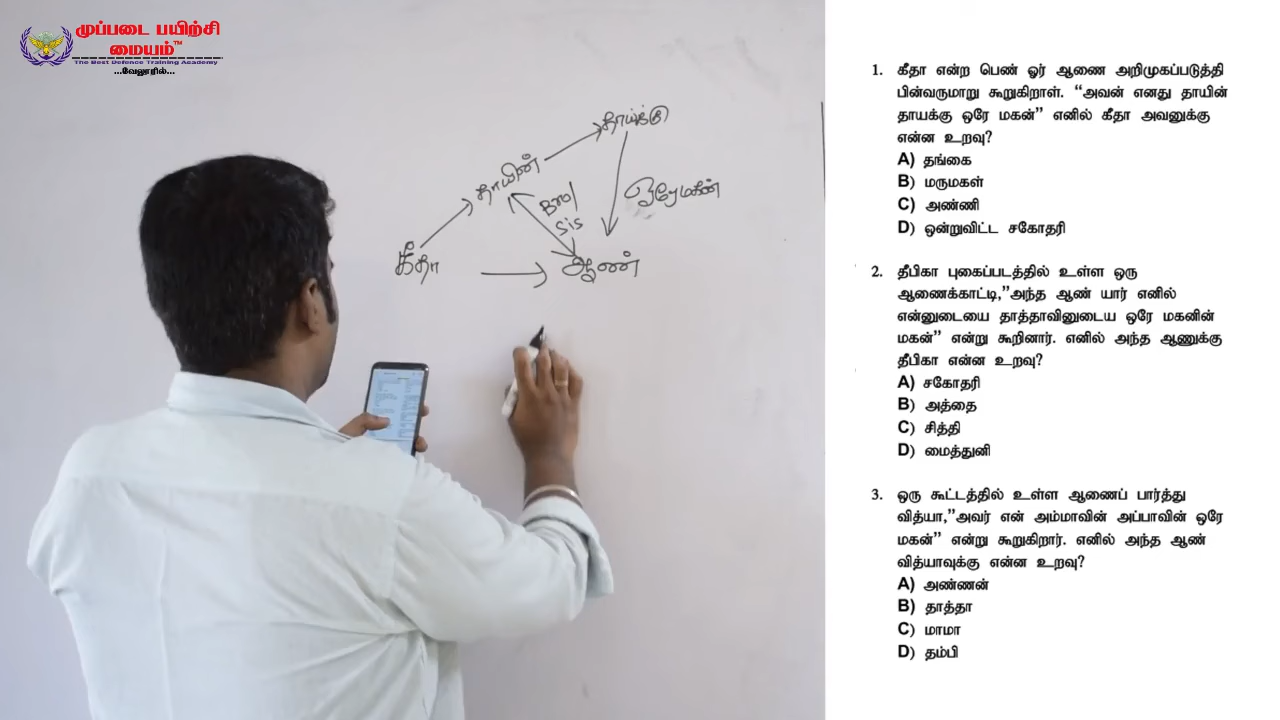 முப்படை பயிற்சி
மையம்™
The Best Defence Training Academy
...வேலூரில்...
தாய்க்கு
தாயின்
Bro/
Sis
ஒரேமகன்
கீதா
ஆண்
1. கீதா என்ற பெண் ஓர் ஆணை அறிமுகப்படுத்தி
பின்வருமாறு கூறுகிறாள். “அவன் எனது தாயின்
தாயக்கு ஒரே மகன்” எனில் கீதா அவனுக்கு
என்ன உறவு?
A) தங்கை
B) மருமகள்
C) அண்ணி
D) ஒன்றுவிட்ட சகோதரி
2. தீபிகா புகைப்படத்தில் உள்ள ஒரு
ஆணைக்காட்டி,”அந்த ஆண் யார் எனில்
என்னுடையை தாத்தாவினுடைய ஒரே மகனின்
மகன்” என்று கூறினார். எனில் அந்த ஆணுக்கு
தீபிகா என்ன உறவு?
A) சகோதரி
B) அத்தை
C) சித்தி
D) மைத்துனி
3. ஒரு கூட்டத்தில் உள்ள ஆணைப் பார்த்து
வித்யா,”அவர் என் அம்மாவின் அப்பாவின் ஒரே
மகன்” என்று கூறுகிறார். எனில் அந்த ஆண்
வித்யாவுக்கு என்ன உறவு?
A) அண்ணன்
B) தாத்தா
C) மாமா
D) தம்பி